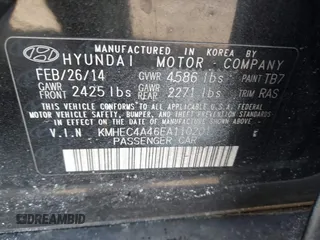 MANUFACTURED IN KOREA BY
HYUNDAI MOTOR COMPANY
FEB/26/14 GVWR 4586 lbs PAINT TB7
GAWR FRONT 2425 lbs GAWR REAR 2271 lbs TRIM RAS
THIS VEHICLE CONFORMS TO ALL APPLICABLE U.S.A. FEDERAL
MOTOR VEHICLE SAFETY, BUMPER, AND THEFT PREVENTION
STANDARDS IN EFFECT ON THE DATE OF MANUFACTURE SHOWN ABOVE.
V.I.N KMHEC4A46EA110201
PASSENGER CAR
DREAMBID